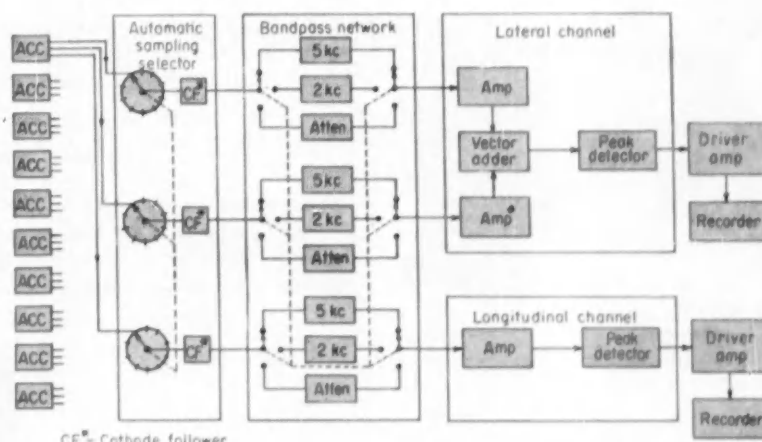 Automatic
sampling
selector
Bandpass network
Lateral channel
ACC
ACC
ACC
ACC
ACC
ACC
ACC
ACC
ACC
ACC
CF*
CF*
CF*
5 kc
2 kc
Atten
5 kc
2 kc
Atten
5 kc
2 kc
Atten
Amp
Vector
adder
Amp*
Peak
detector
Driver
amp
Recorder
Longitudinal channel
Amp
Peak
detector
Driver
amp
Recorder
CF*- Cathode follower